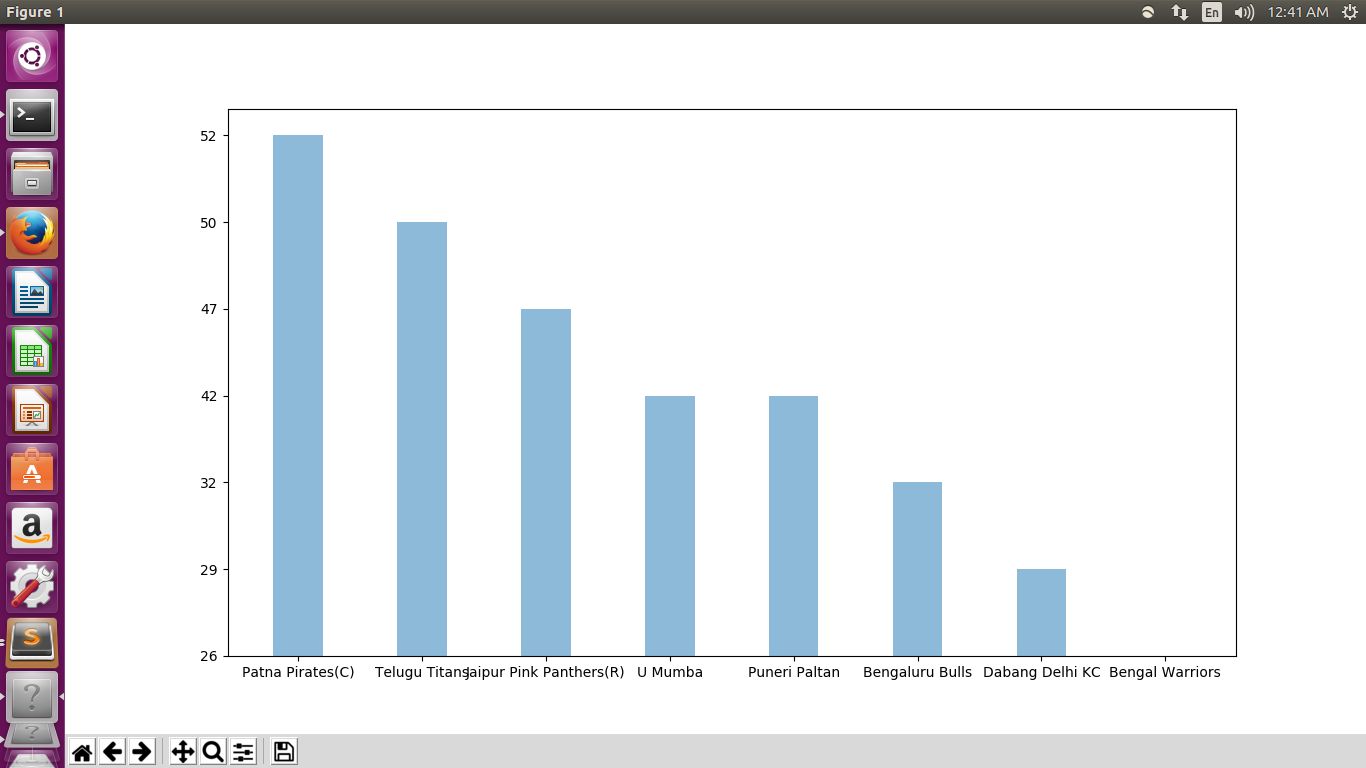 Figure 1
En
12:41 AM
52
50
47
42
32
29
26
Patna Pirates(C) Telugu Titans Jaipur Pink Panthers(R) U Mumba Puneri Paltan Bengaluru Bulls Dabang Delhi KC Bengal Warriors